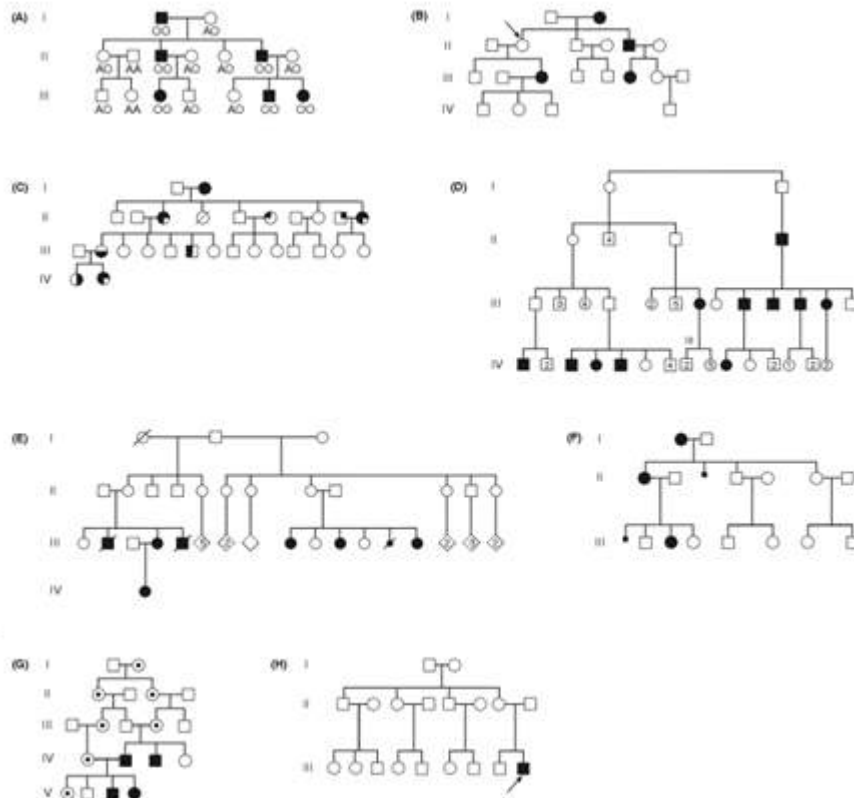 (A) I
OO AO
II
AO AA OO AO OO AO
III
AO AA OO AO AO OO OO
(B) I
II
III
IV
(C) I
II
III
IV
(D) I
II
4
III
3 4 2 5
IV
2 4 2 2 2 2
(E) I
II
III
2 2
IV
(F) I
II
III
(G) I
II
III
IV
V
(H) I
II
III